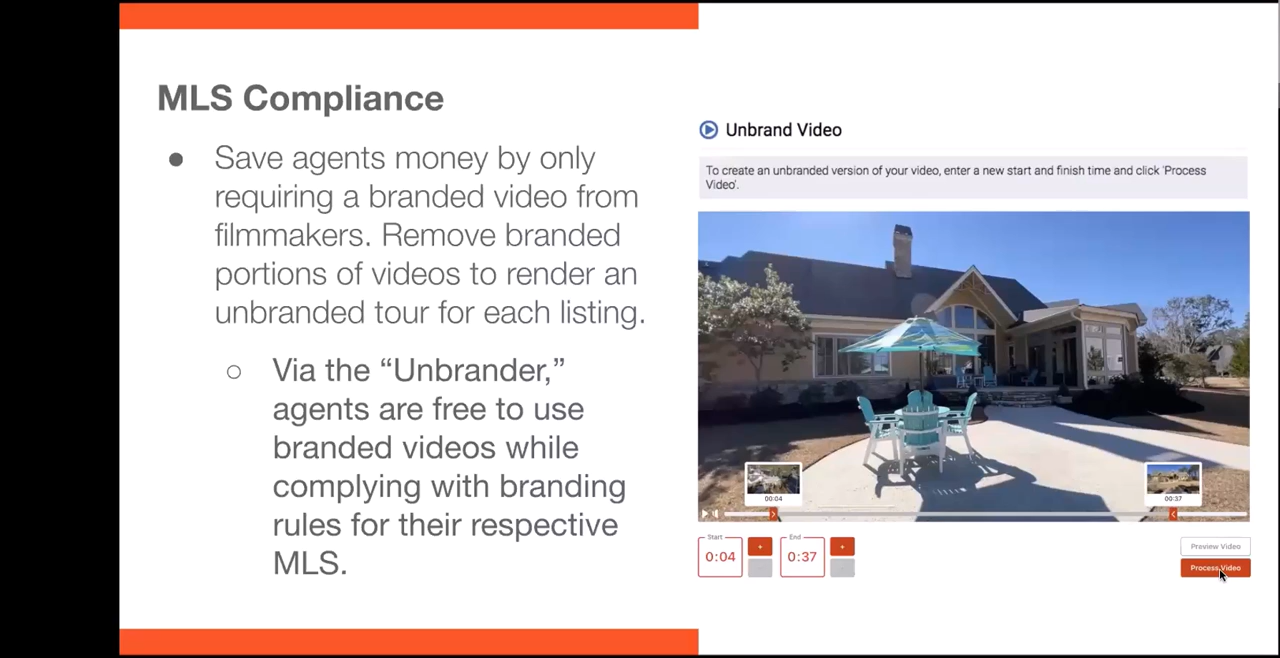 MLS Compliance
● Save agents money by only
requiring a branded video from
filmmakers. Remove branded
portions of videos to render an
unbranded tour for each listing.
○ Via the “Unbrander,”
agents are free to use
branded videos while
complying with branding
rules for their respective
MLS.
Unbrand Video
To create an unbranded version of your video, enter a new start and finish time and click 'Process
Video'.
00:04
00:37
Start
0:04
+
End
0:37
+
Preview Video
Process Video